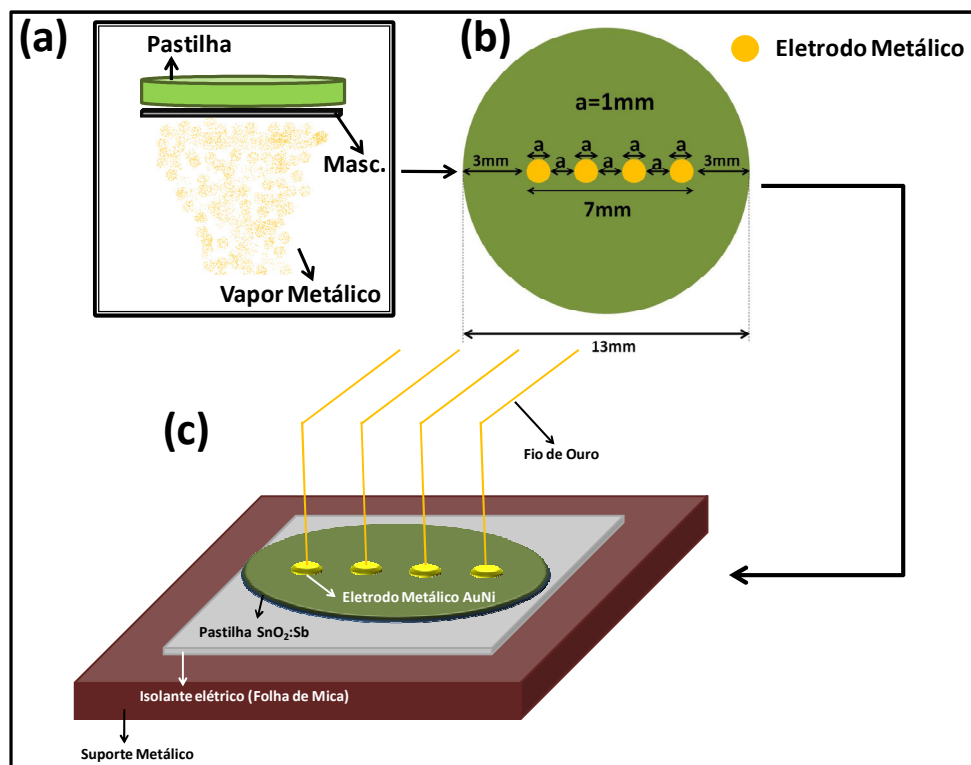 (a)
Pastilha
Masc.
Vapor Metálico
(b)
Eletrodo Metálico
a=1mm
a a a a
3mm a a a 3mm
7mm
13mm
(c)
Fio de Ouro
Eletrodo Metálico AuNi
Pastilha SnO₂:Sb
Isolante elétrico (Folha de Mica)
Suporte Metálico